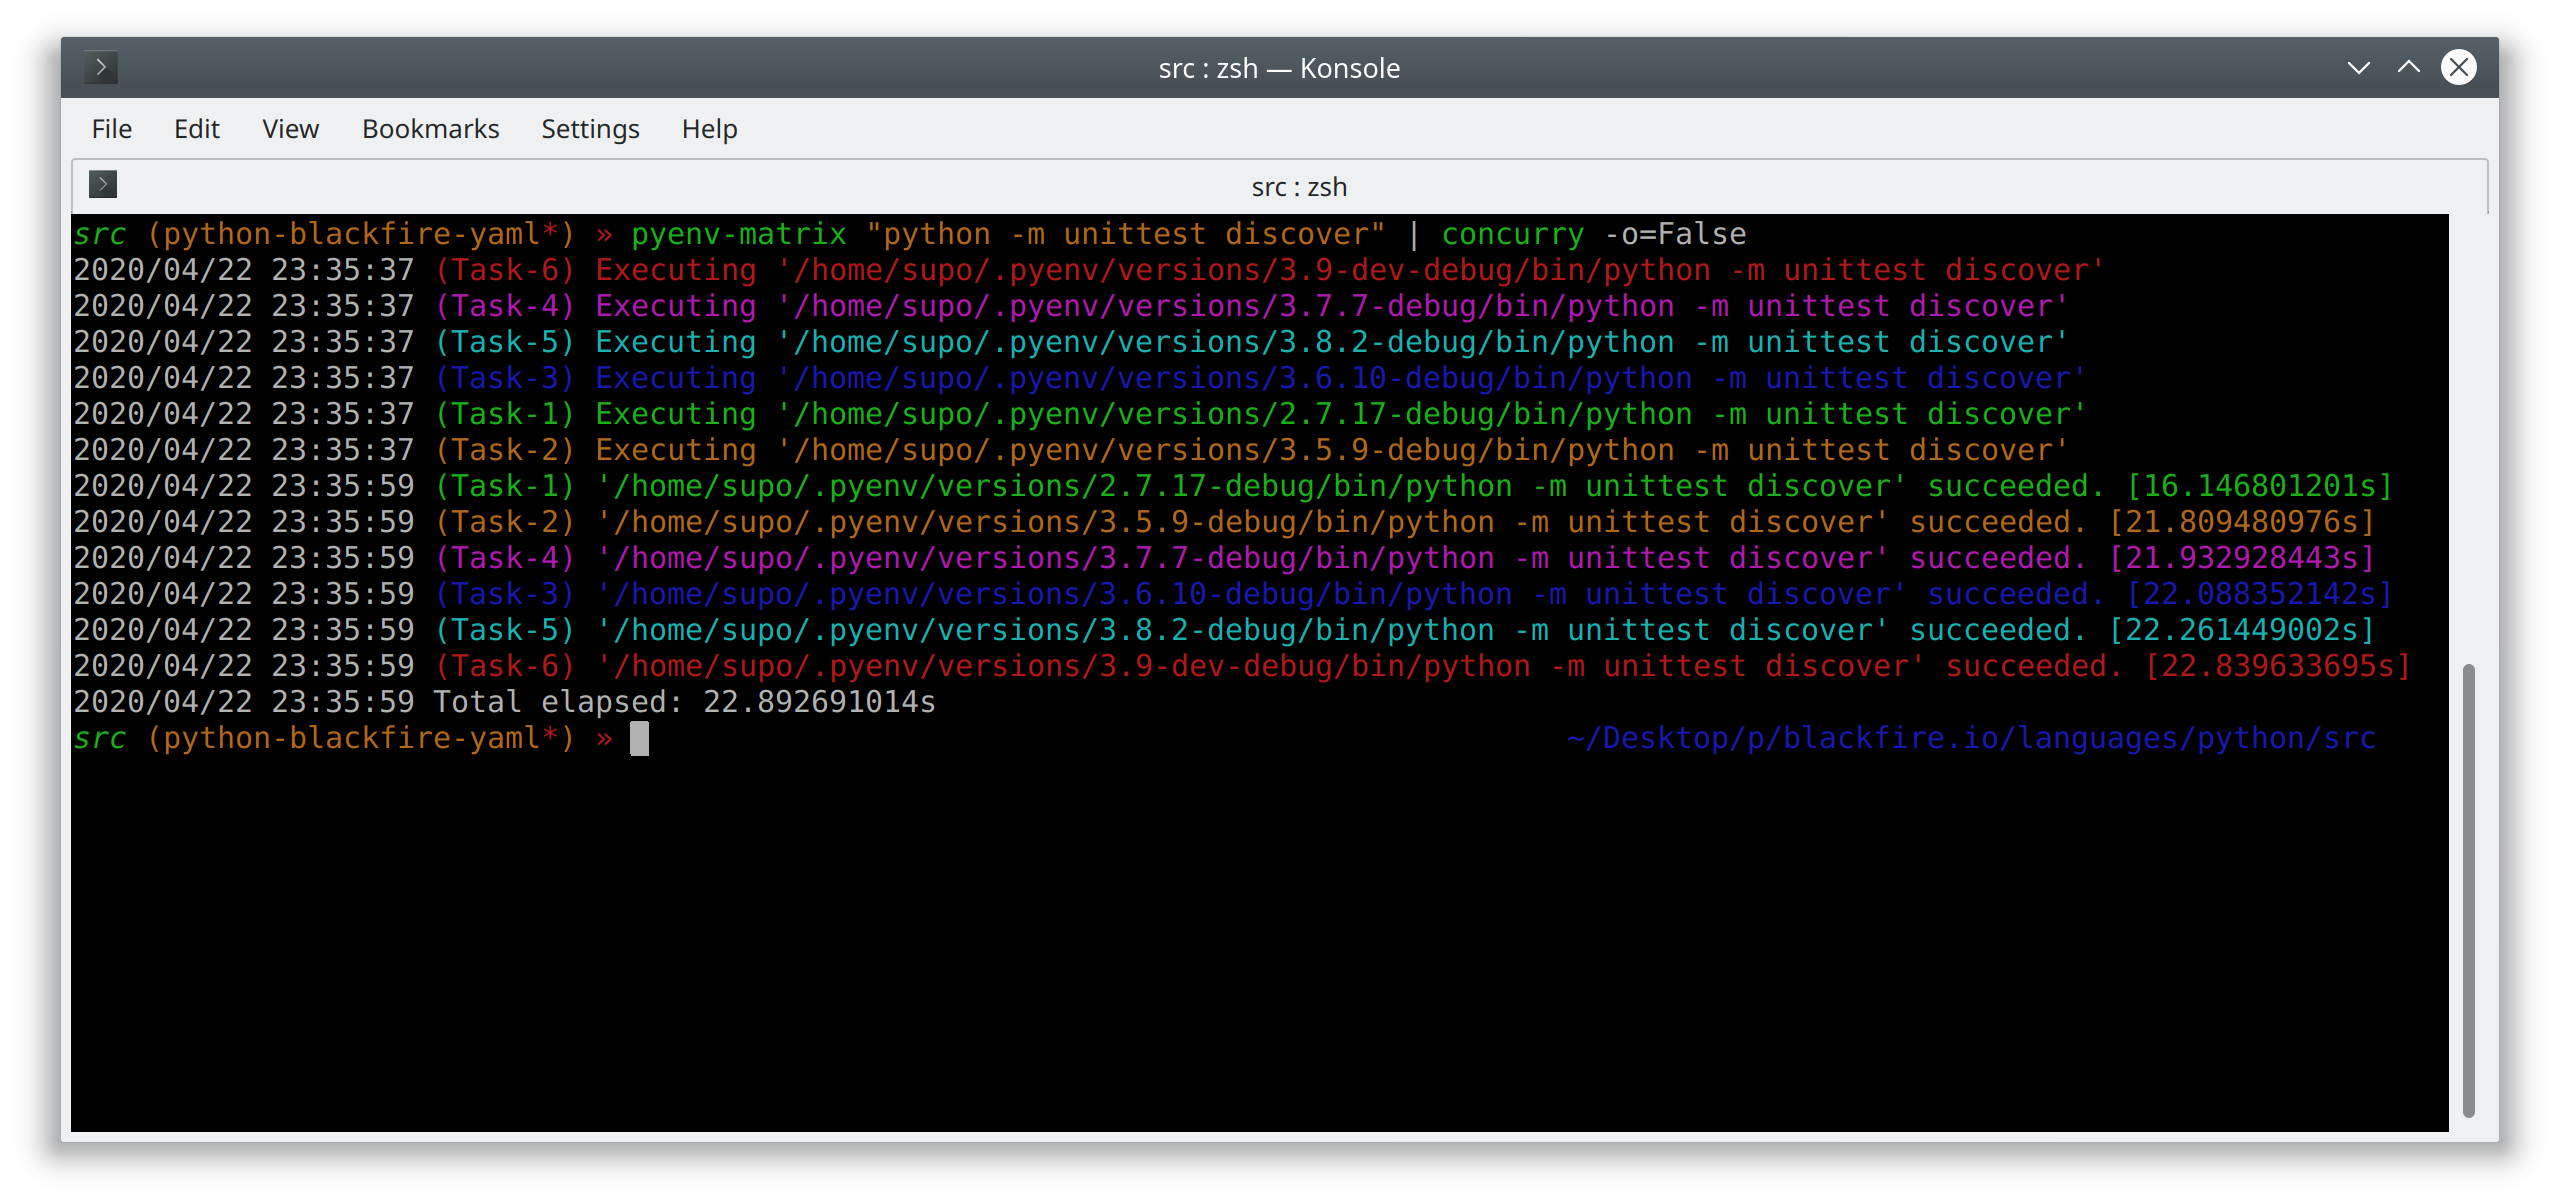 src : zsh — Konsole
File Edit View Bookmarks Settings Help
src : zsh
src (python-blackfire-yaml*) » pyenv-matrix "python -m unittest discover" | concurry -o=False
2020/04/22 23:35:37 (Task-6) Executing '/home/supo/.pyenv/versions/3.9-dev-debug/bin/python -m unittest discover'
2020/04/22 23:35:37 (Task-4) Executing '/home/supo/.pyenv/versions/3.7.7-debug/bin/python -m unittest discover'
2020/04/22 23:35:37 (Task-5) Executing '/home/supo/.pyenv/versions/3.8.2-debug/bin/python -m unittest discover'
2020/04/22 23:35:37 (Task-3) Executing '/home/supo/.pyenv/versions/3.6.10-debug/bin/python -m unittest discover'
2020/04/22 23:35:37 (Task-1) Executing '/home/supo/.pyenv/versions/2.7.17-debug/bin/python -m unittest discover'
2020/04/22 23:35:37 (Task-2) Executing '/home/supo/.pyenv/versions/3.5.9-debug/bin/python -m unittest discover'
2020/04/22 23:35:59 (Task-1) '/home/supo/.pyenv/versions/2.7.17-debug/bin/python -m unittest discover' succeeded. [16.146801201s]
2020/04/22 23:35:59 (Task-2) '/home/supo/.pyenv/versions/3.5.9-debug/bin/python -m unittest discover' succeeded. [21.809480976s]
2020/04/22 23:35:59 (Task-4) '/home/supo/.pyenv/versions/3.7.7-debug/bin/python -m unittest discover' succeeded. [21.932928443s]
2020/04/22 23:35:59 (Task-3) '/home/supo/.pyenv/versions/3.6.10-debug/bin/python -m unittest discover' succeeded. [22.088352142s]
2020/04/22 23:35:59 (Task-5) '/home/supo/.pyenv/versions/3.8.2-debug/bin/python -m unittest discover' succeeded. [22.261449002s]
2020/04/22 23:35:59 (Task-6) '/home/supo/.pyenv/versions/3.9-dev-debug/bin/python -m unittest discover' succeeded. [22.839633695s]
2020/04/22 23:35:59 Total elapsed: 22.892691014s
src (python-blackfire-yaml*) » ~/Desktop/p/blackfire.io/languages/python/src